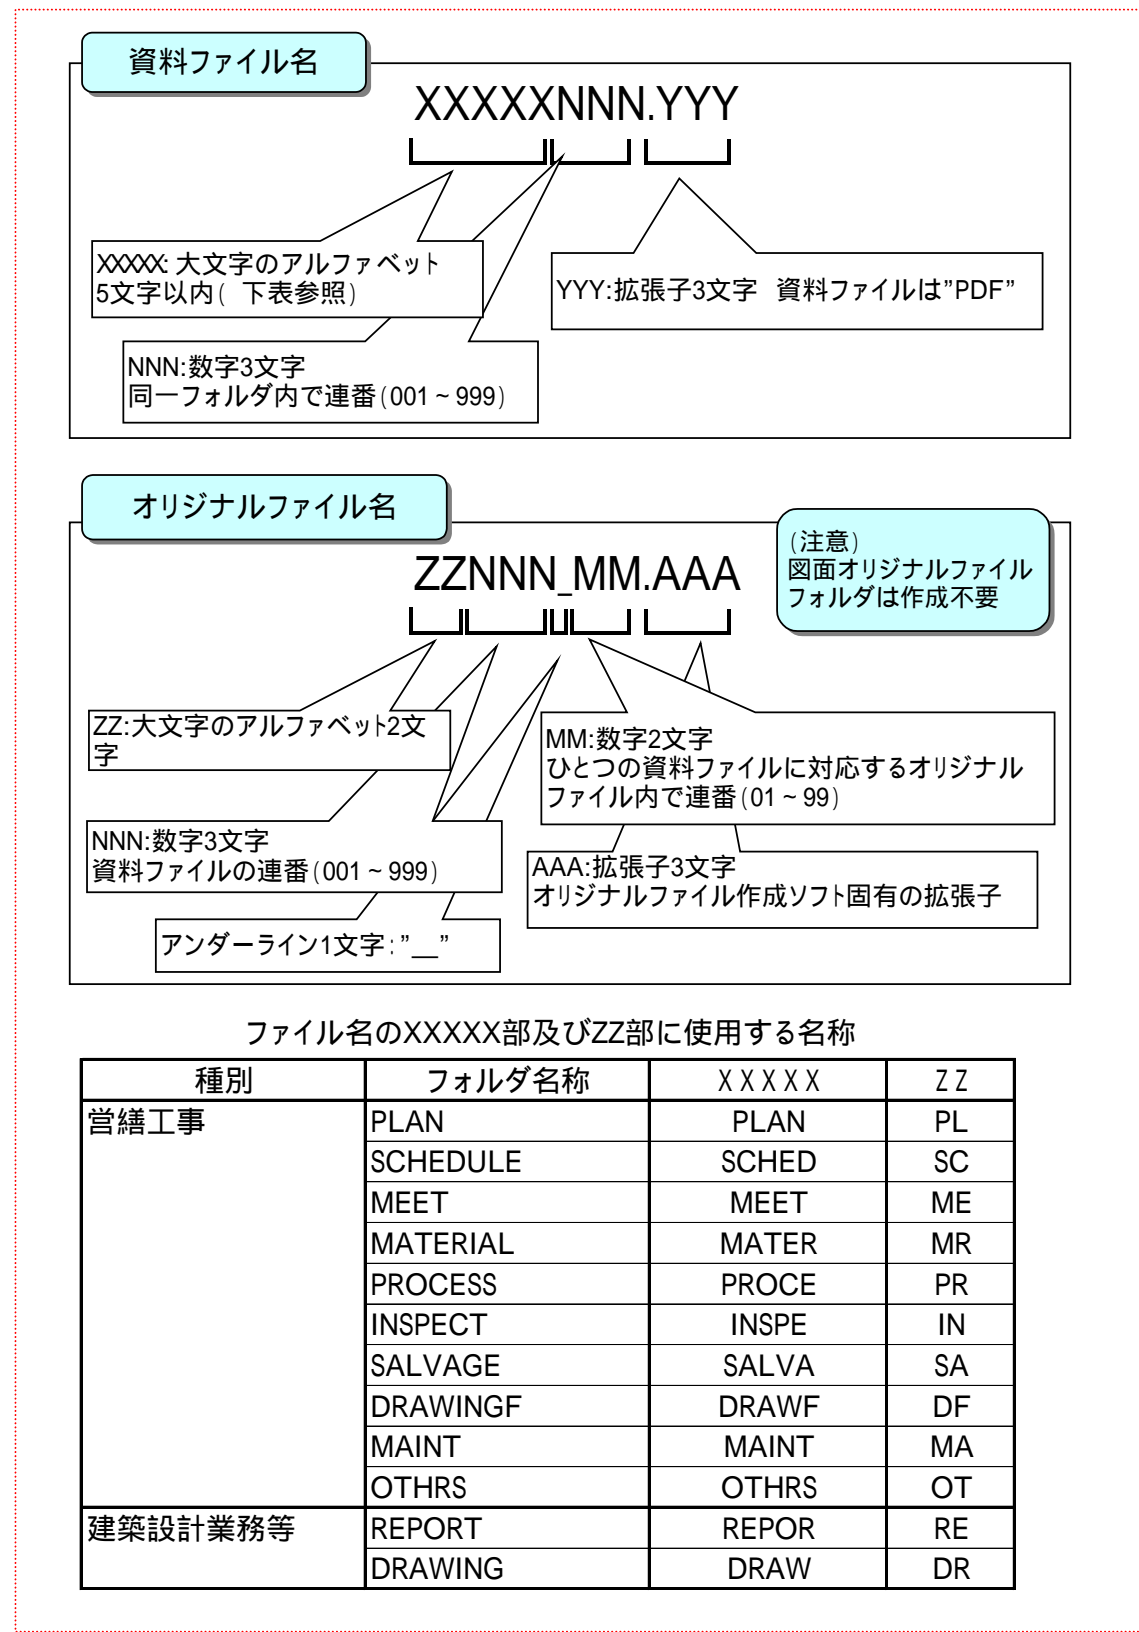 資料ファイル名
XXXXXNNN.YYY
XXXXX:大文字のアルファベット
5文字以内( 下表参照)
YYY:拡張子3文字 資料ファイルは”PDF”
NNN:数字3文字
同一フォルダ内で連番(001~999)
オリジナルファイル名
ZZNNN_MM.AAA
(注意)
図面オリジナルファイル
フォルダは作成不要
ZZ:大文字のアルファベット2文
字
MM:数字2文字
ひとつの資料ファイルに対応するオリジナル
ファイル内で連番(01~99)
NNN:数字3文字
資料ファイルの連番(001~999)
AAA:拡張子3文字
オリジナルファイル作成ソフト固有の拡張子
アンダーライン1文字:”__”
ファイル名のXXXXX部及びZZ部に使用する名称
種別 フォルダ名称 XXXXX ZZ
営繕工事 PLAN PLAN PL
SCHEDULE SCHED SC
MEET MEET ME
MATERIAL MATER MR
PROCESS PROCE PR
INSPECT INSPE IN
SALVAGE SALVA SA
DRAWINGF DRAWF DF
MAINT MAINT MA
OTHRS OTHRS OT
建築設計業務等 REPORT REPOR RE
DRAWING DRAW DR